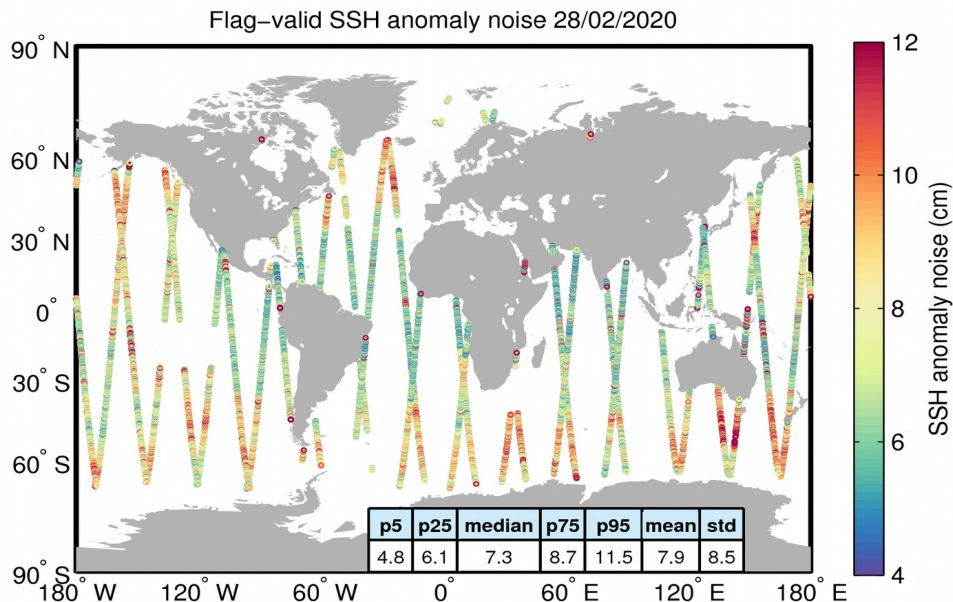 Flag−valid SSH anomaly noise 28/02/2020
90° N
60° N
30° N
0°
30° S
60° S
90° S
180° W
120° W
60° W
0°
60° E
120° E
180° E
p5 p25 median p75 p95 mean std
4.8 6.1 7.3 8.7 11.5 7.9 8.5
12
10
8
6
4
SSH anomaly noise (cm)